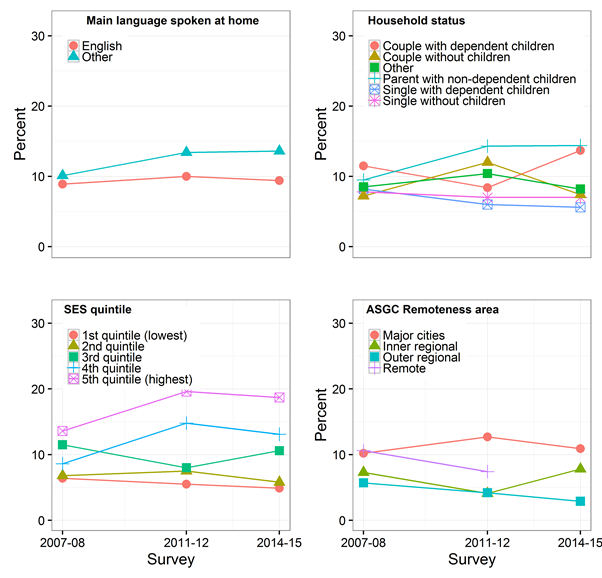 Main language spoken at home
30
20
10
0
Percent
English
Other
Household status
30
20
10
0
Percent
Couple with dependent children
Couple without children
Other
Parent with non-dependent children
Single with dependent children
Single without children
SES quintile
30
20
10
0
1st quintile (lowest)
2nd quintile
3rd quintile
4th quintile
5th quintile (highest)
2007-08
2011-12
2014-15
Survey
ASGC Remoteness area
30
20
10
0
Percent
Major cities
Inner regional
Outer regional
Remote
2007-08
2011-12
2014-15
Survey